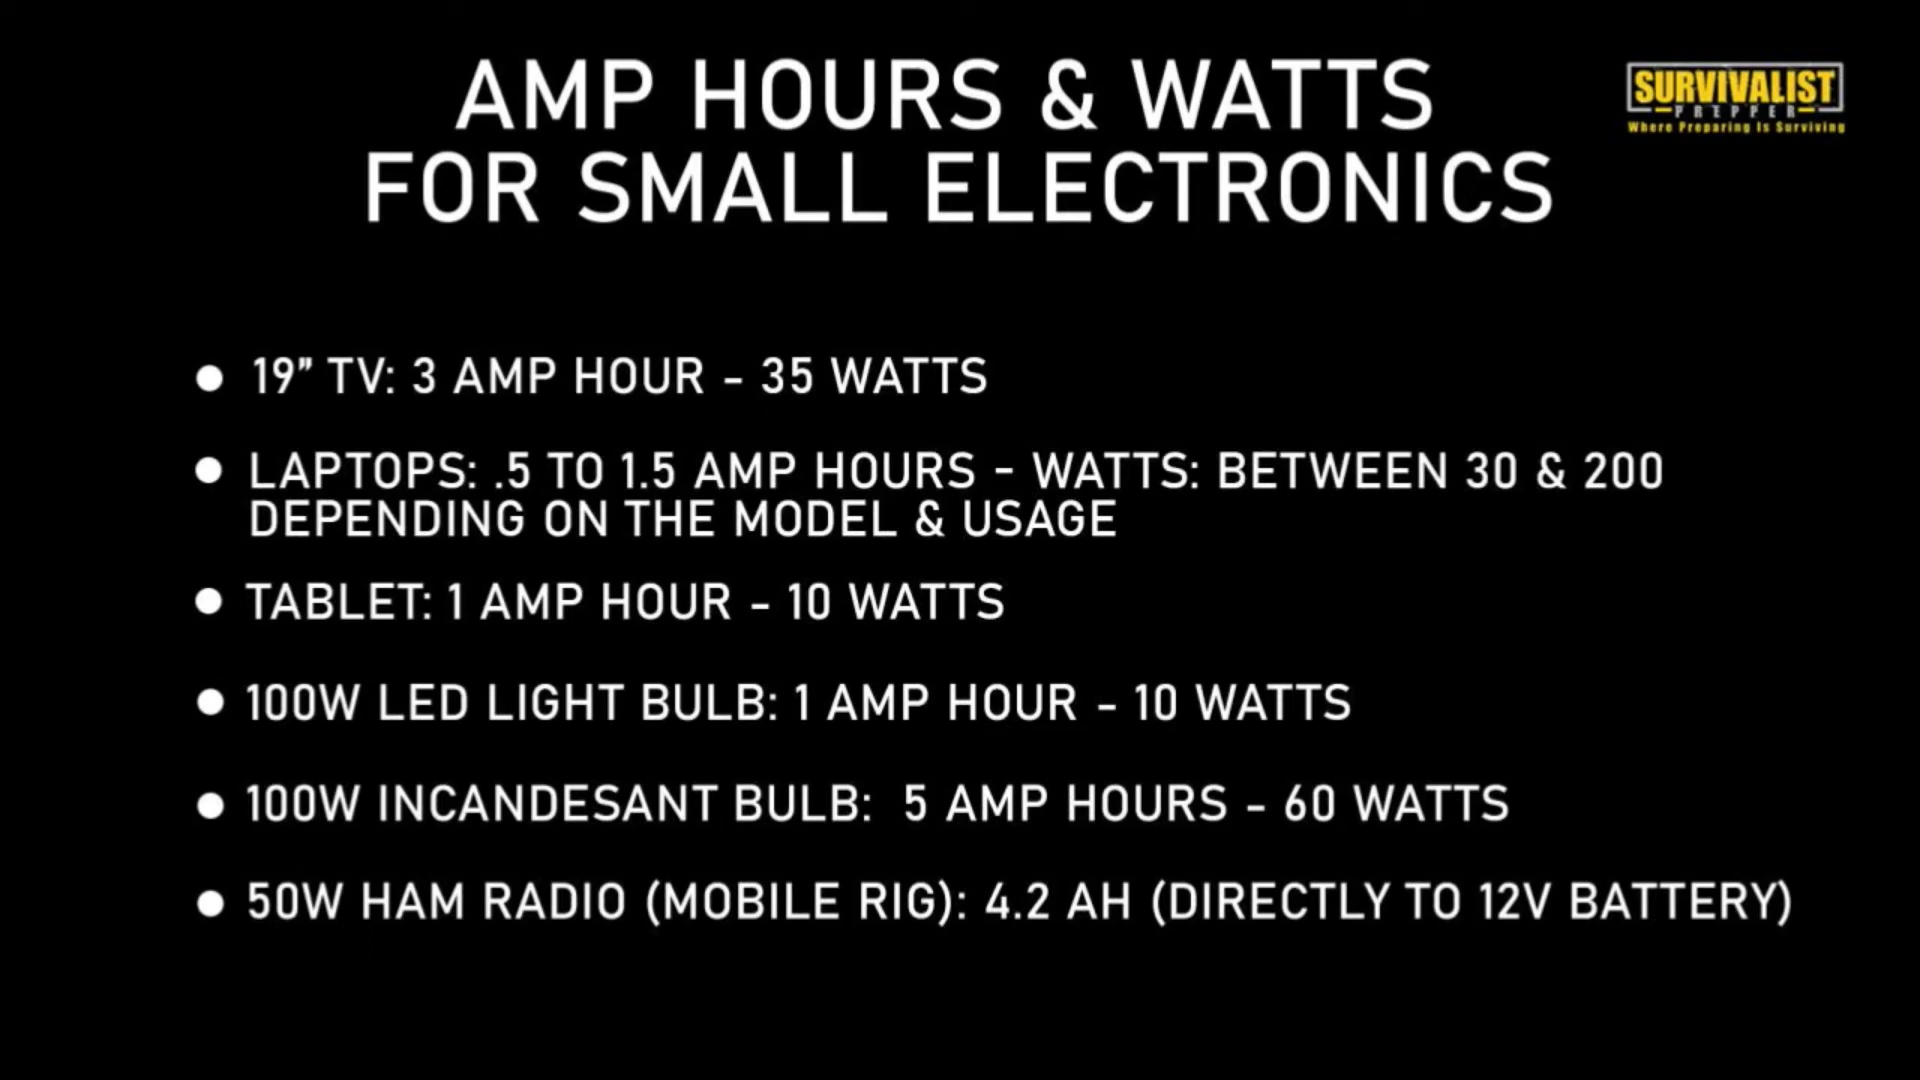 AMP HOURS & WATTS
FOR SMALL ELECTRONICS
SURVIVALIST
PREPPER
Where Preparing Is Surviving
● 19” TV: 3 AMP HOUR - 35 WATTS
● LAPTOPS: .5 TO 1.5 AMP HOURS - WATTS: BETWEEN 30 & 200
DEPENDING ON THE MODEL & USAGE
● TABLET: 1 AMP HOUR - 10 WATTS
● 100W LED LIGHT BULB: 1 AMP HOUR - 10 WATTS
● 100W INCANDESANT BULB: 5 AMP HOURS - 60 WATTS
● 50W HAM RADIO (MOBILE RIG): 4.2 AH (DIRECTLY TO 12V BATTERY)